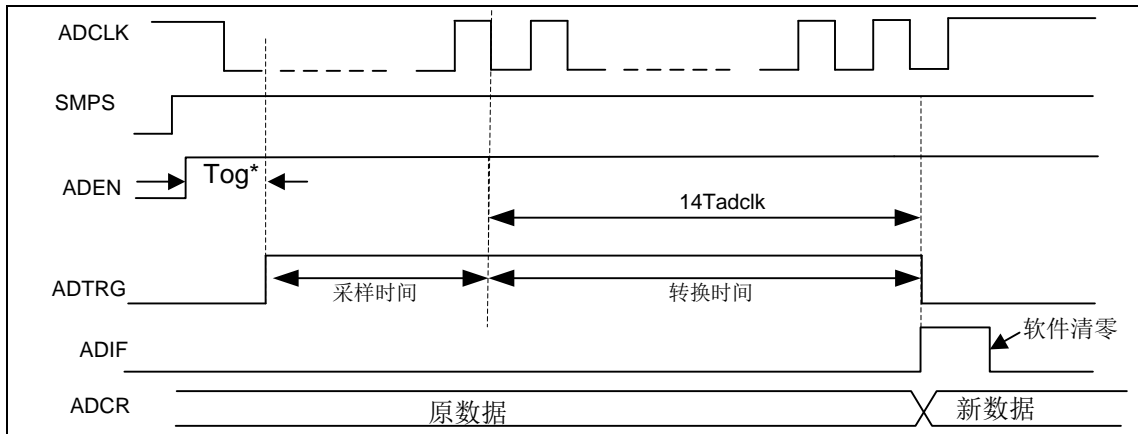 ADCLK
SMPS
ADEN
Tog*
14Tadclk
ADTRG
采样时间
转换时间
ADIF
软件清零
ADCR
原数据
新数据